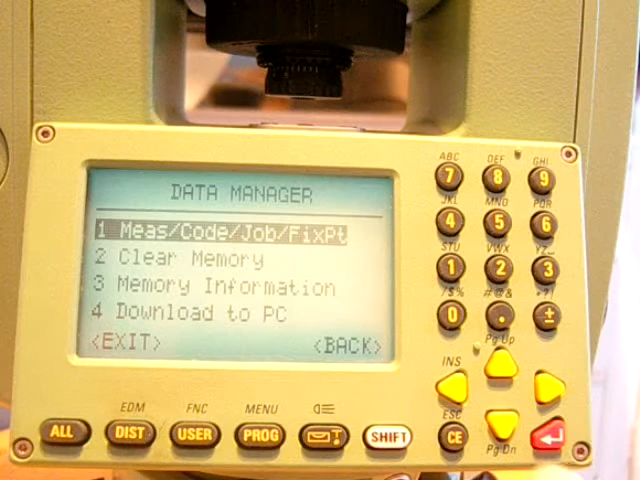 DATA MANAGER
1 Meas/Code/Job/FixPt
2 Clear Memory
3 Memory Information
4 Download to PC
<EXIT> <BACK>
ABC DEF GHI
7 8 9
JKL MNO PQR
4 5 6
STU VWX YZ_
1 2 3
/$% #@& *?!
0 . ±
Pg Up
INS
EDM FNC MENU ESC
ALL DIST USER PROG SHIFT CE
Pg Dn